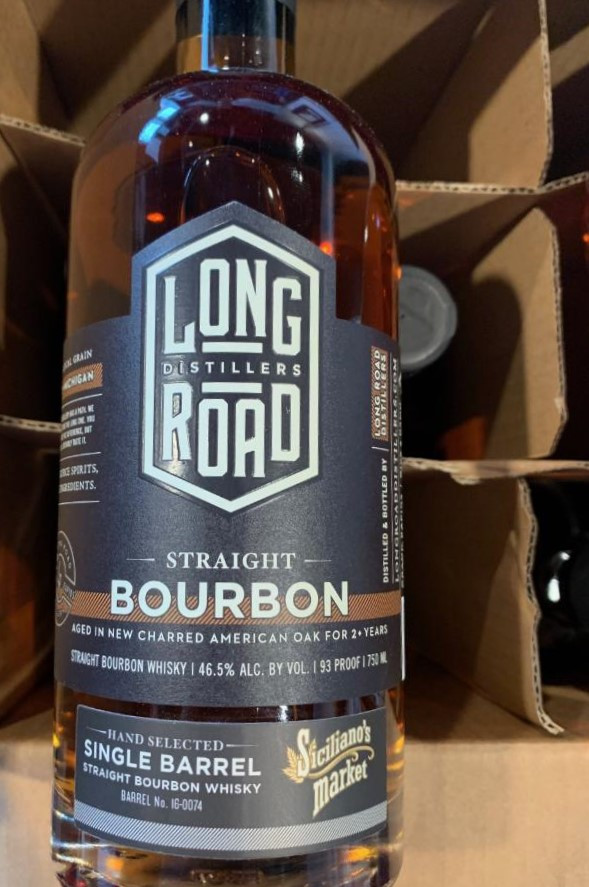 LONG
DISTILLERS
ROAD
GRAIN
MICHIGAN
SPIRITS,
DISTILLED & BOTTLED BY
LONG ROAD
DISTILLERS
LONGROADDISTILLERS.COM
STRAIGHT
BOURBON
AGED IN NEW CHARRED AMERICAN OAK FOR 2+ YEARS
STRAIGHT BOURBON WHISKY | 46.5% ALC. BY VOL. | 93 PROOF | 750 ML
HAND SELECTED
SINGLE BARREL
STRAIGHT BOURBON WHISKY
BARREL No. 16-0074
Siciliano's
market